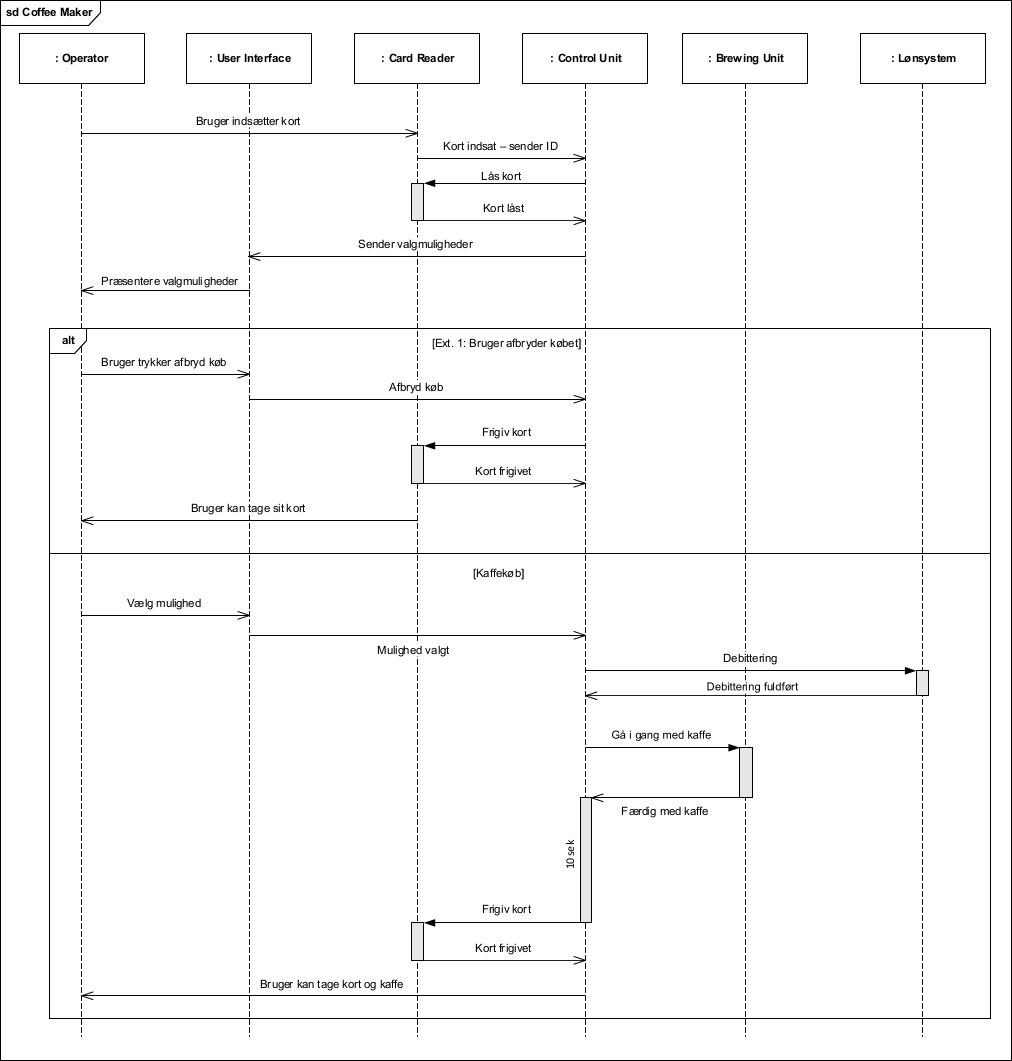 sd Coffee Maker
: Operator
: User Interface
: Card Reader
: Control Unit
: Brewing Unit
: Lønsystem
Bruger indsætter kort
Kort indsat – sender ID
Lås kort
Kort låst
Sender valgmuligheder
Præsentere valgmuligheder
alt
[Ext. 1: Bruger afbryder købet]
Bruger trykker afbryd køb
Afbryd køb
Frigiv kort
Kort frigivet
Bruger kan tage sit kort
[Kaffekøb]
Vælg mulighed
Mulighed valgt
Debittering
Debittering fuldført
Gå i gang med kaffe
Færdig med kaffe
10 sek
Frigiv kort
Kort frigivet
Bruger kan tage kort og kaffe